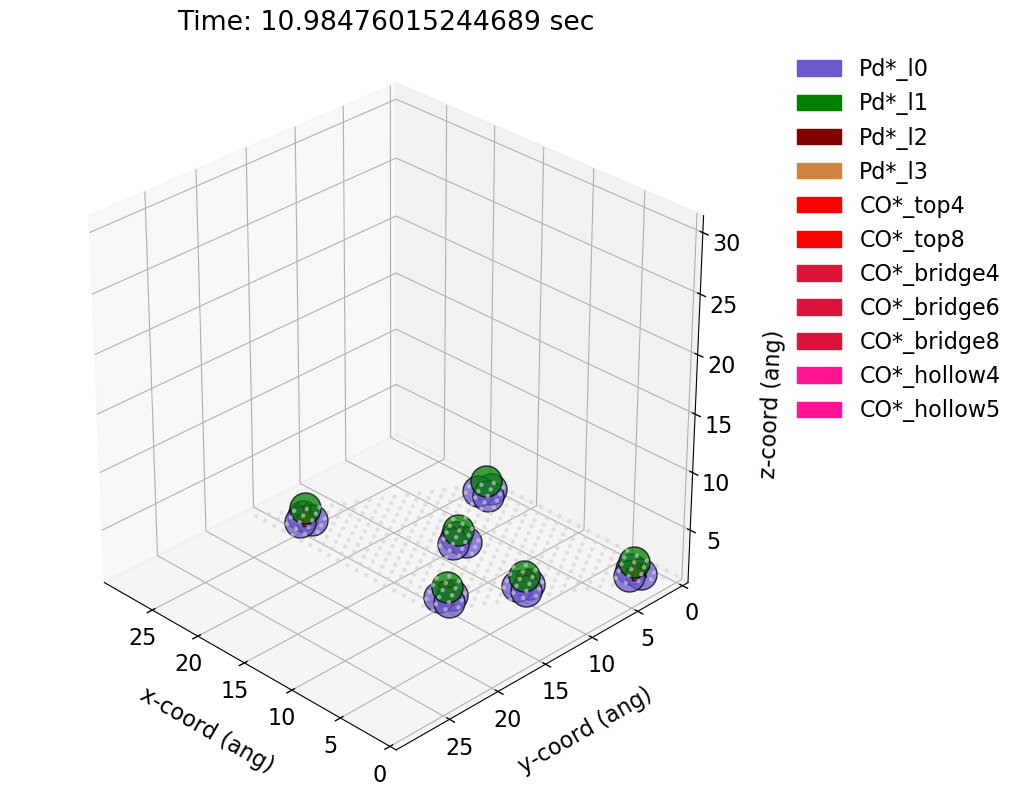 Time: 10.98476015244689 sec
Pd*_l0
Pd*_l1
Pd*_l2
Pd*_l3
CO*_top4
CO*_top8
CO*_bridge4
CO*_bridge6
CO*_bridge8
CO*_hollow4
CO*_hollow5
30
25
20
15
10
5
z-coord (ang)
25
20
15
10
5
0
x-coord (ang)
0
5
10
15
20
25
y-coord (ang)